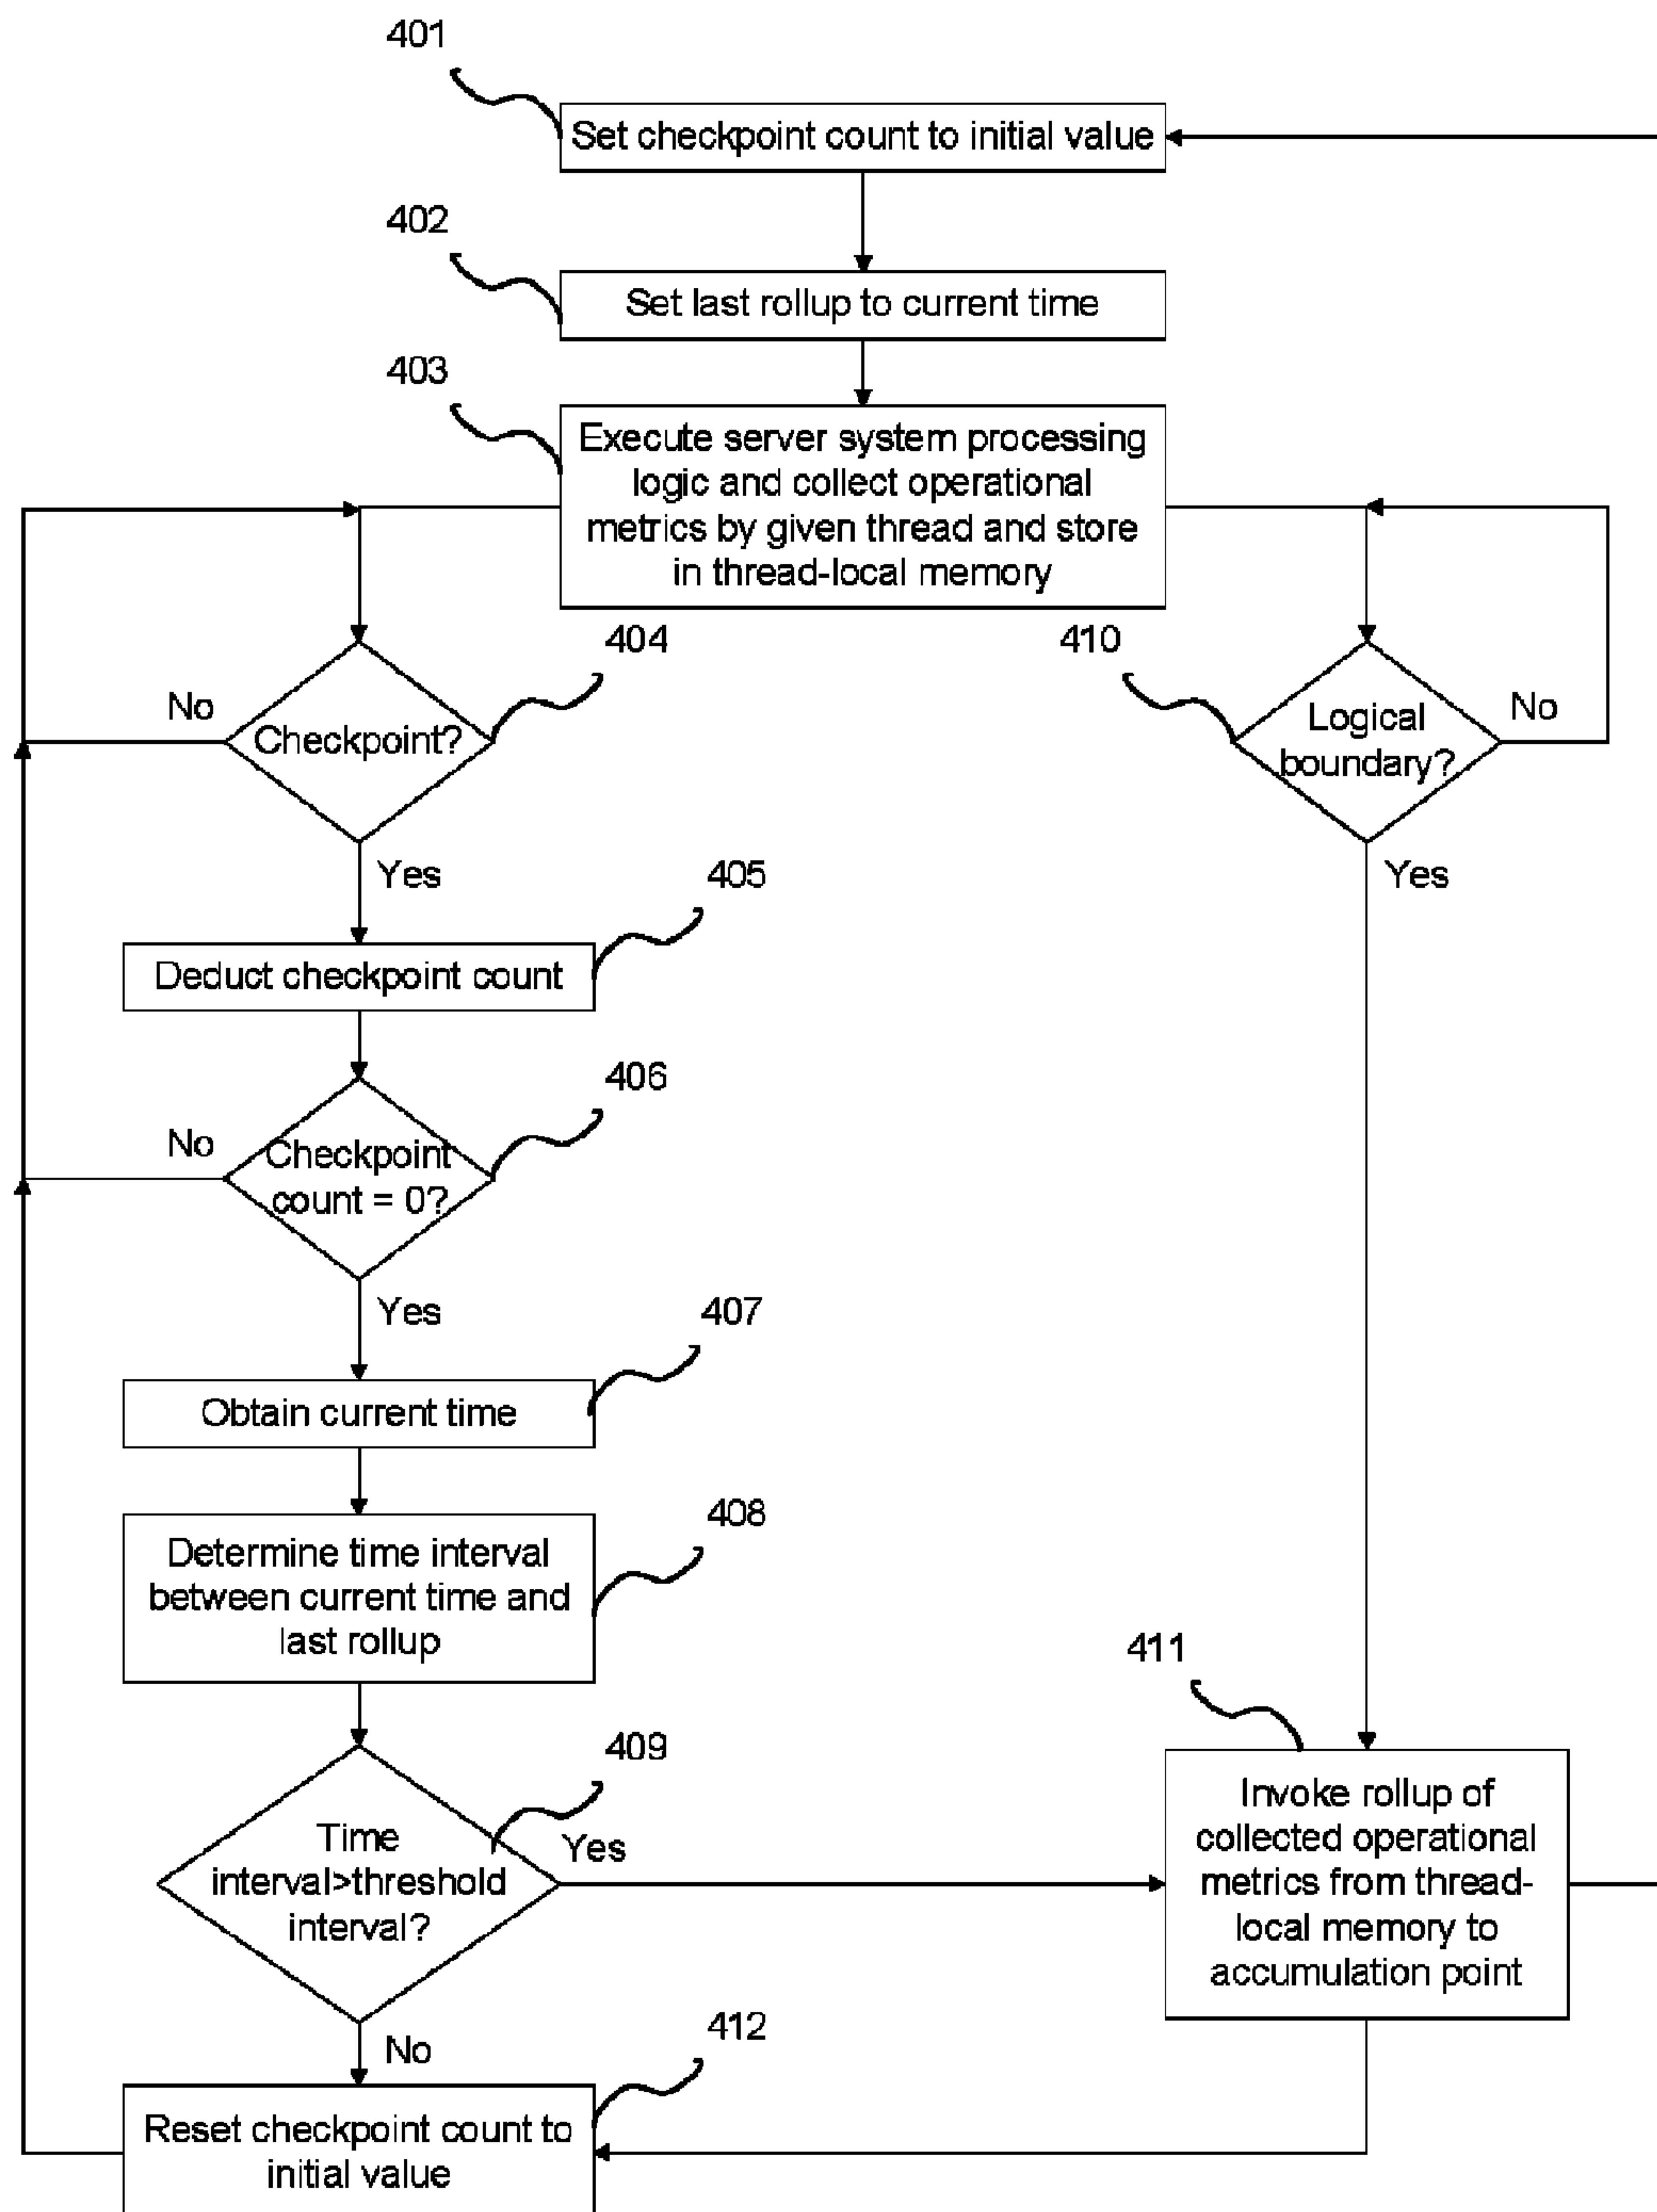 401
Set checkpoint count to initial value
402
Set last rollup to current time
403
Execute server system processing
logic and collect operational
metrics by given thread and store
in thread-local memory
404
410
No
Checkpoint?
Logical
boundary?
No
Yes
Yes
405
Deduct checkpoint count
406
No
Checkpoint
count = 0?
Yes
407
Obtain current time
408
Determine time interval
between current time and
last rollup
411
409
Time
interval>threshold
interval?
Yes
Invoke rollup of
collected operational
metrics from thread-
local memory to
accumulation point
No
412
Reset checkpoint count to
initial value